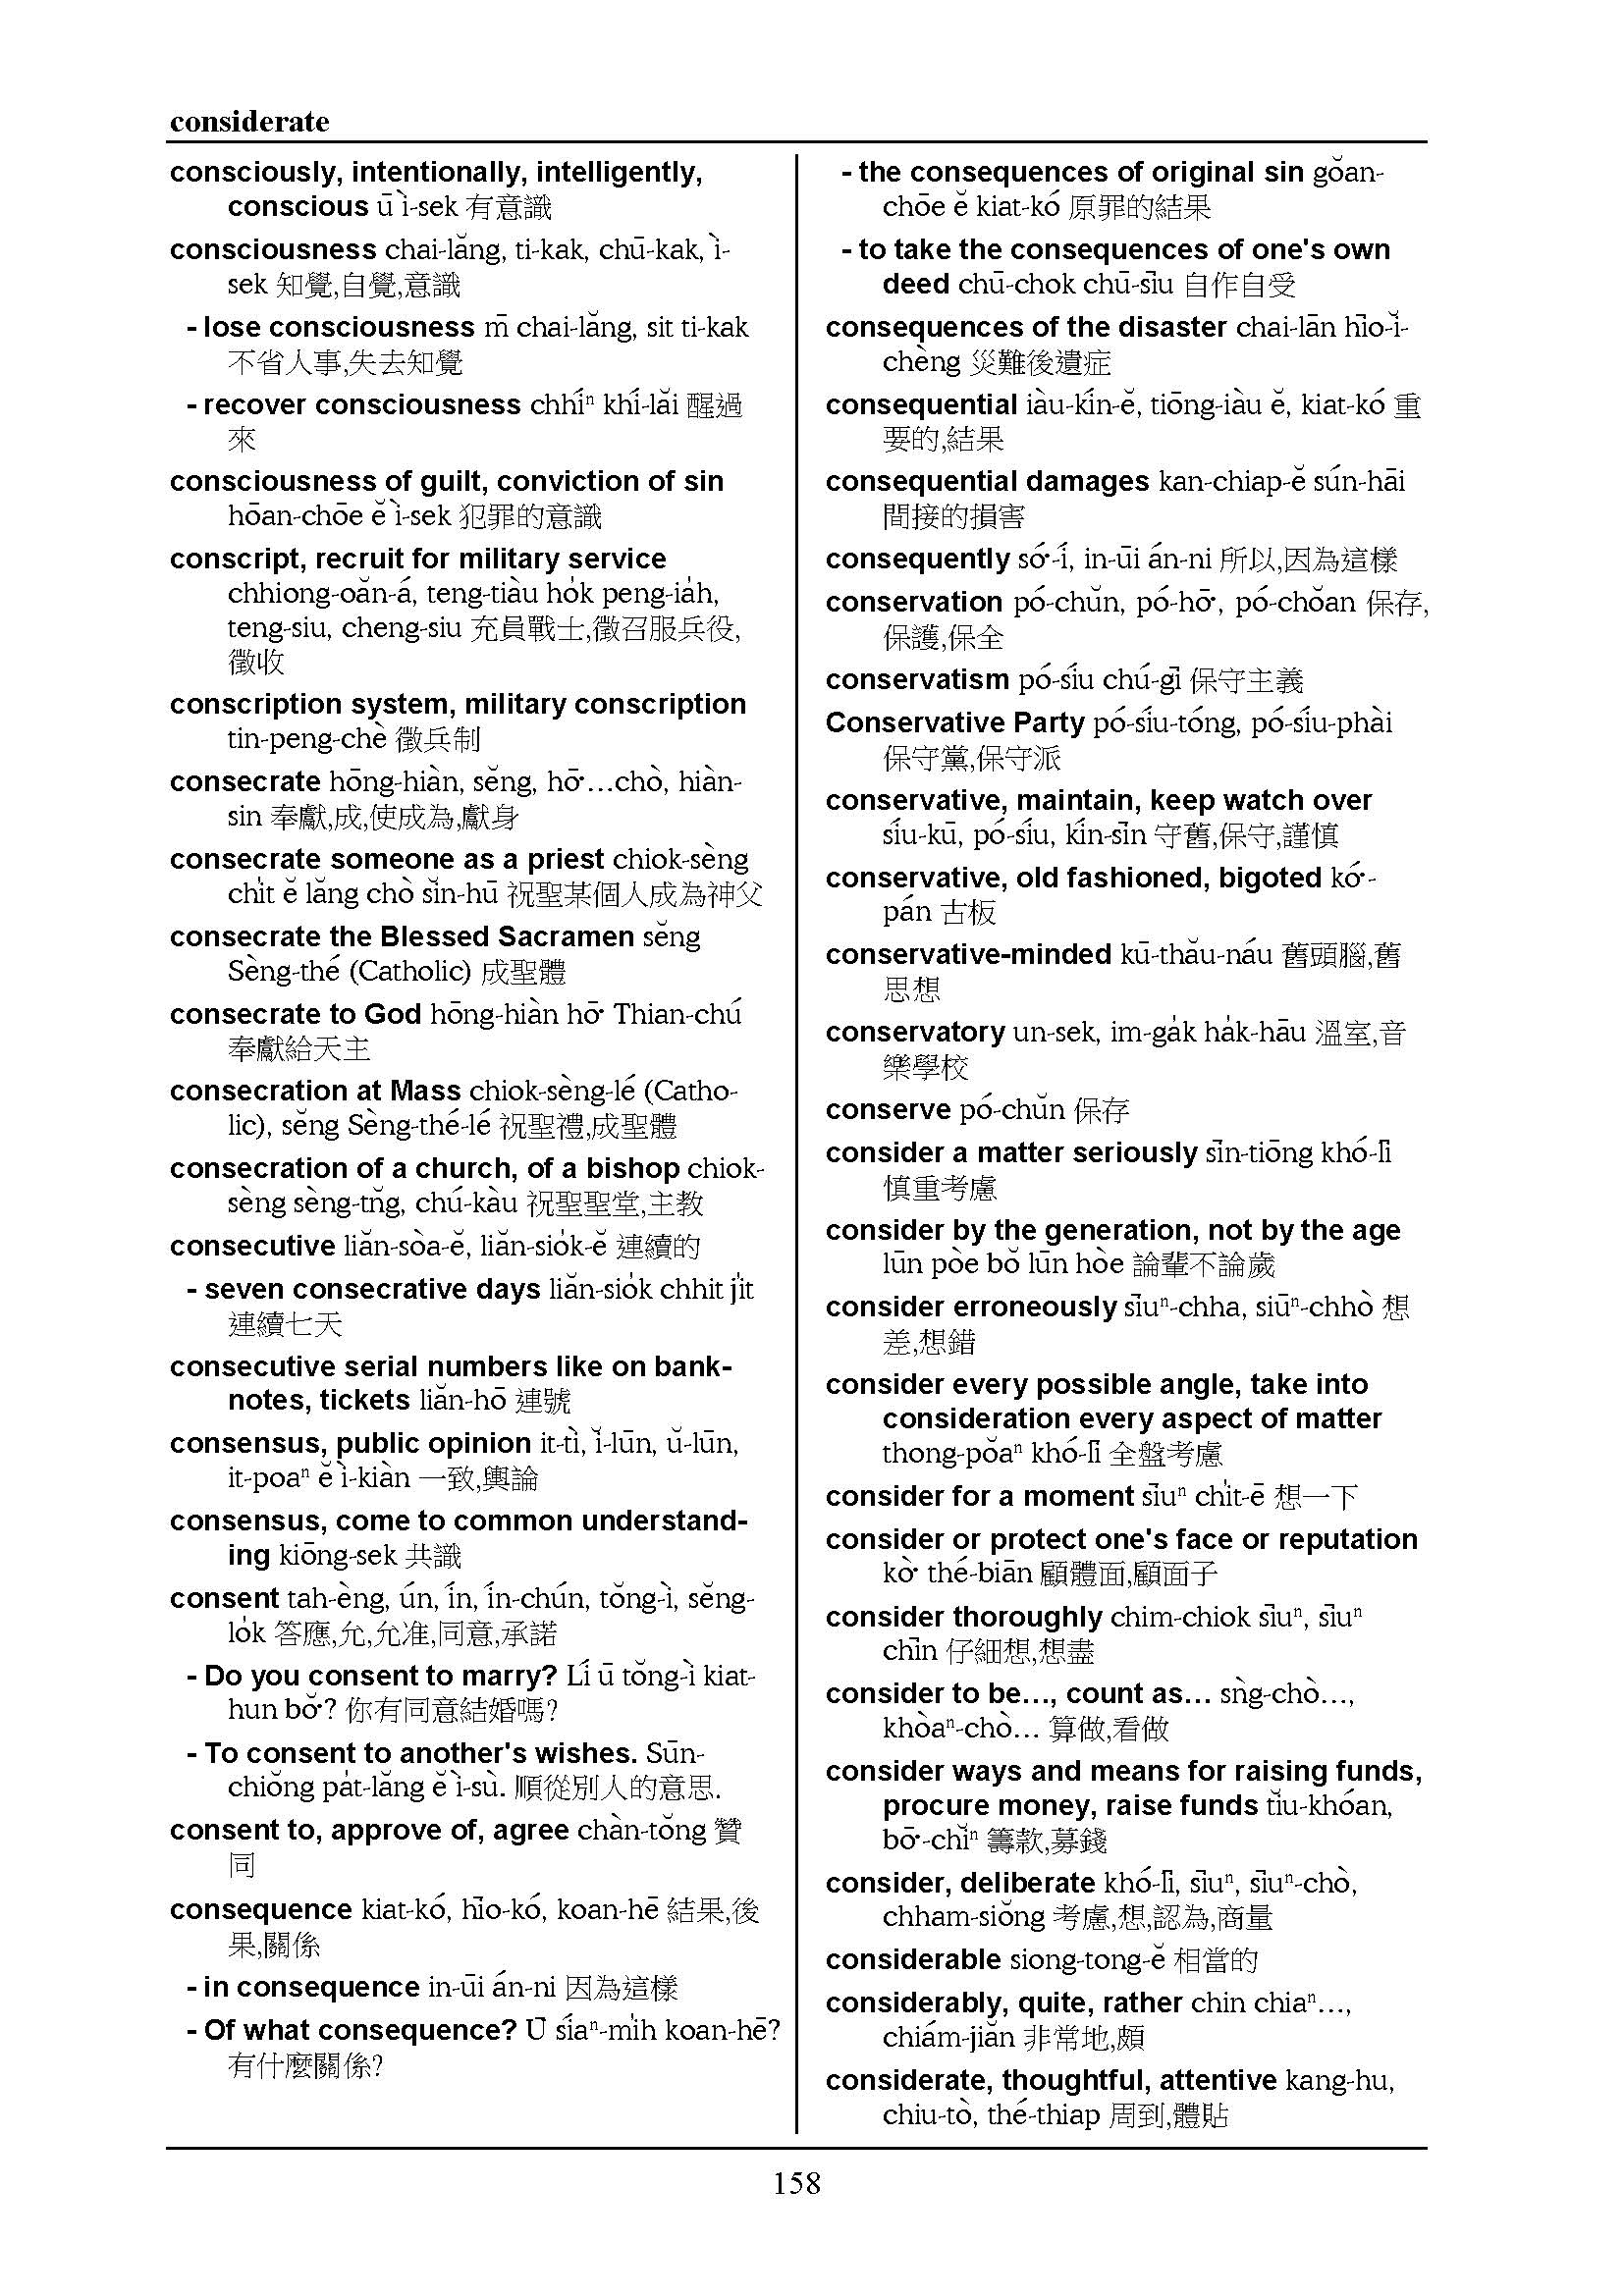 considerate
consciously, intentionally, intelligently,
conscious ū ì-sek 有意識
consciousness chai-lăng, ti-kak, chū-kak, ì-
sek 知覺,自覺,意識
- lose consciousness m̄ chai-lăng, sit ti-kak
不省人事,失去知覺
- recover consciousness chhíⁿ khí-lăi 醒過
來
consciousness of guilt, conviction of sin
hōan-chōe ĕ ì-sek 犯罪的意識
conscript, recruit for military service
chhiong-oăn-á, teng-tiàu ho̍k peng-ia̍h,
teng-siu, cheng-siu 充員戰士,徵召服兵役,
徵收
conscription system, military conscription
tin-peng-chè 徵兵制
consecrate hōng-hiàn, sĕng, hō͘…chò, hiàn-
sin 奉獻,成,使成為,獻身
consecrate someone as a priest chiok-sèng
chi̍t ĕ lăng chò sĭn-hū 祝聖某個人成為神父
consecrate the Blessed Sacramen sĕng
Sèng-thé (Catholic) 成聖體
consecrate to God hōng-hiàn hō͘ Thian-chú
奉獻給天主
consecration at Mass chiok-sèng-lé (Catho-
lic), sĕng Sèng-thé-lé 祝聖禮,成聖體
consecration of a church, of a bishop chiok-
sèng sèng-tn̆g, chú-kàu 祝聖聖堂,主教
consecutive liăn-sòa-ĕ, liăn-sio̍k-ĕ 連續的
- seven consecrative days liăn-sio̍k chhit ji̍t
連續七天
consecutive serial numbers like on bank-
notes, tickets liăn-hō 連號
consensus, public opinion it-tì, ĭ-lūn, ŭ-lūn,
it-poaⁿ ĕ ì-kiàn 一致,輿論
consensus, come to common understand-
ing kiōng-sek 共識
consent tah-èng, ún, ín, ín-chún, tŏng-ì, sĕng-
lo̍k 答應,允,允准,同意,承諾
- Do you consent to marry? Lí ū tŏng-ì kiat-
hun bŏ͘? 你有同意結婚嗎?
- To consent to another's wishes. Sūn-
chiŏng pa̍t-lăng ĕ ì-sù. 順從別人的意思.
consent to, approve of, agree chàn-tŏng 贊
同
consequence kiat-kó, hīo-kó, koan-hē 結果,後
果,關係
- in consequence in-ūi án-ni 因為這樣
- Of what consequence? Ū síaⁿ-mi̍h koan-hē?
有什麼關係?
- the consequences of original sin gŏan-
chōe ĕ kiat-kó 原罪的結果
- to take the consequences of one's own
deed chū-chok chū-sīu 自作自受
consequences of the disaster chai-lān hīo-ĭ-
chèng 災難後遺症
consequential iàu-kín-ĕ, tiōng-iàu ĕ, kiat-kó 重
要的,結果
consequential damages kan-chiap-ĕ sún-hāi
間接的損害
consequently só͘-í, in-ūi án-ni 所以,因為這樣
conservation pó-chŭn, pó-hō͘, pó-chŏan 保存,
保護,保全
conservatism pó-síu chú-gī 保守主義
Conservative Party pó-síu-tóng, pó-síu-phài
保守黨,保守派
conservative, maintain, keep watch over
síu-kū, pó-síu, kín-sīn 守舊,保守,謹慎
conservative, old fashioned, bigoted kó͘-
pán 古板
conservative-minded kū-thău-náu 舊頭腦,舊
思想
conservatory un-sek, im-ga̍k ha̍k-hāu 溫室,音
樂學校
conserve pó-chŭn 保存
consider a matter seriously sīn-tiōng khó-lī
慎重考慮
consider by the generation, not by the age
lūn pòe bŏ lūn hòe 論輩不論歲
consider erroneously sīuⁿ-chha, siūⁿ-chhò 想
差,想錯
consider every possible angle, take into
consideration every aspect of matter
thong-pŏaⁿ khó-lī 全盤考慮
consider for a moment sīuⁿ chi̍t-ē 想一下
consider or protect one's face or reputation
kò͘ thé-biān 顧體面,顧面子
consider thoroughly chim-chiok sīuⁿ, sīuⁿ
chīn 仔細想,想盡
consider to be…, count as… sǹg-chò…,
khòaⁿ-chò… 算做,看做
consider ways and means for raising funds,
procure money, raise funds tĭu-khóan,
bō͘-chĭⁿ 籌款,募錢
consider, deliberate khó-lī, sīuⁿ, sīuⁿ-chò,
chham-siŏng 考慮,想,認為,商量
considerable siong-tong-ĕ 相當的
considerably, quite, rather chin chiaⁿ…,
chiám-jiăn 非常地,頗
considerate, thoughtful, attentive kang-hu,
chiu-tò, thé-thiap 周到,體貼
158